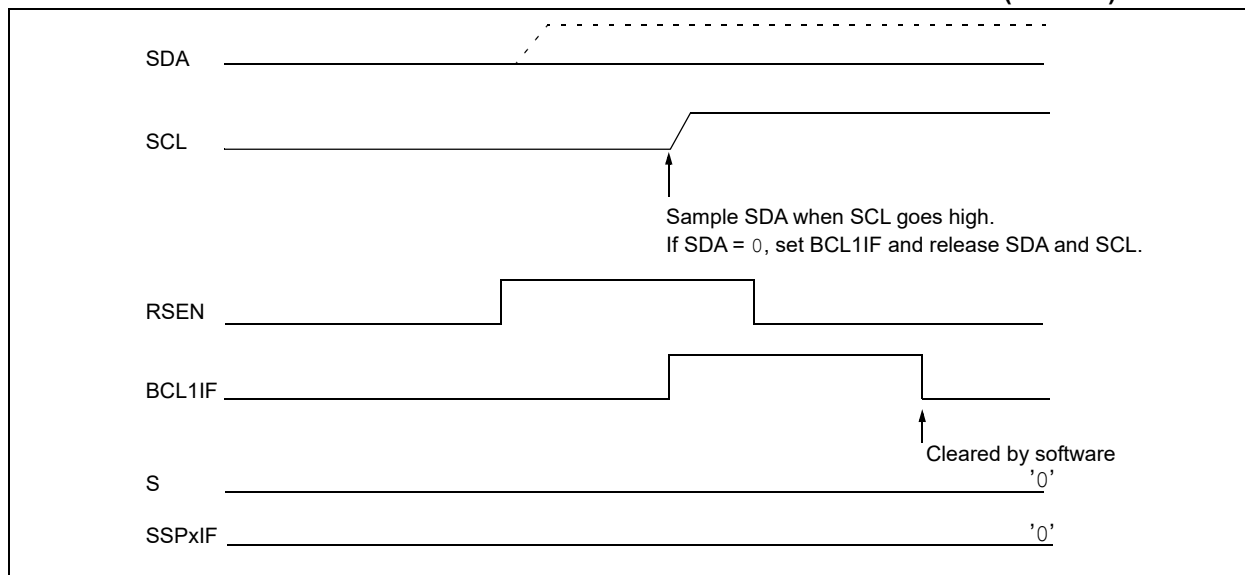 SDA
SCL
Sample SDA when SCL goes high.
If SDA = 0, set BCL1IF and release SDA and SCL.
RSEN
BCL1IF
Cleared by software
S
'0'
SSPxIF
'0'